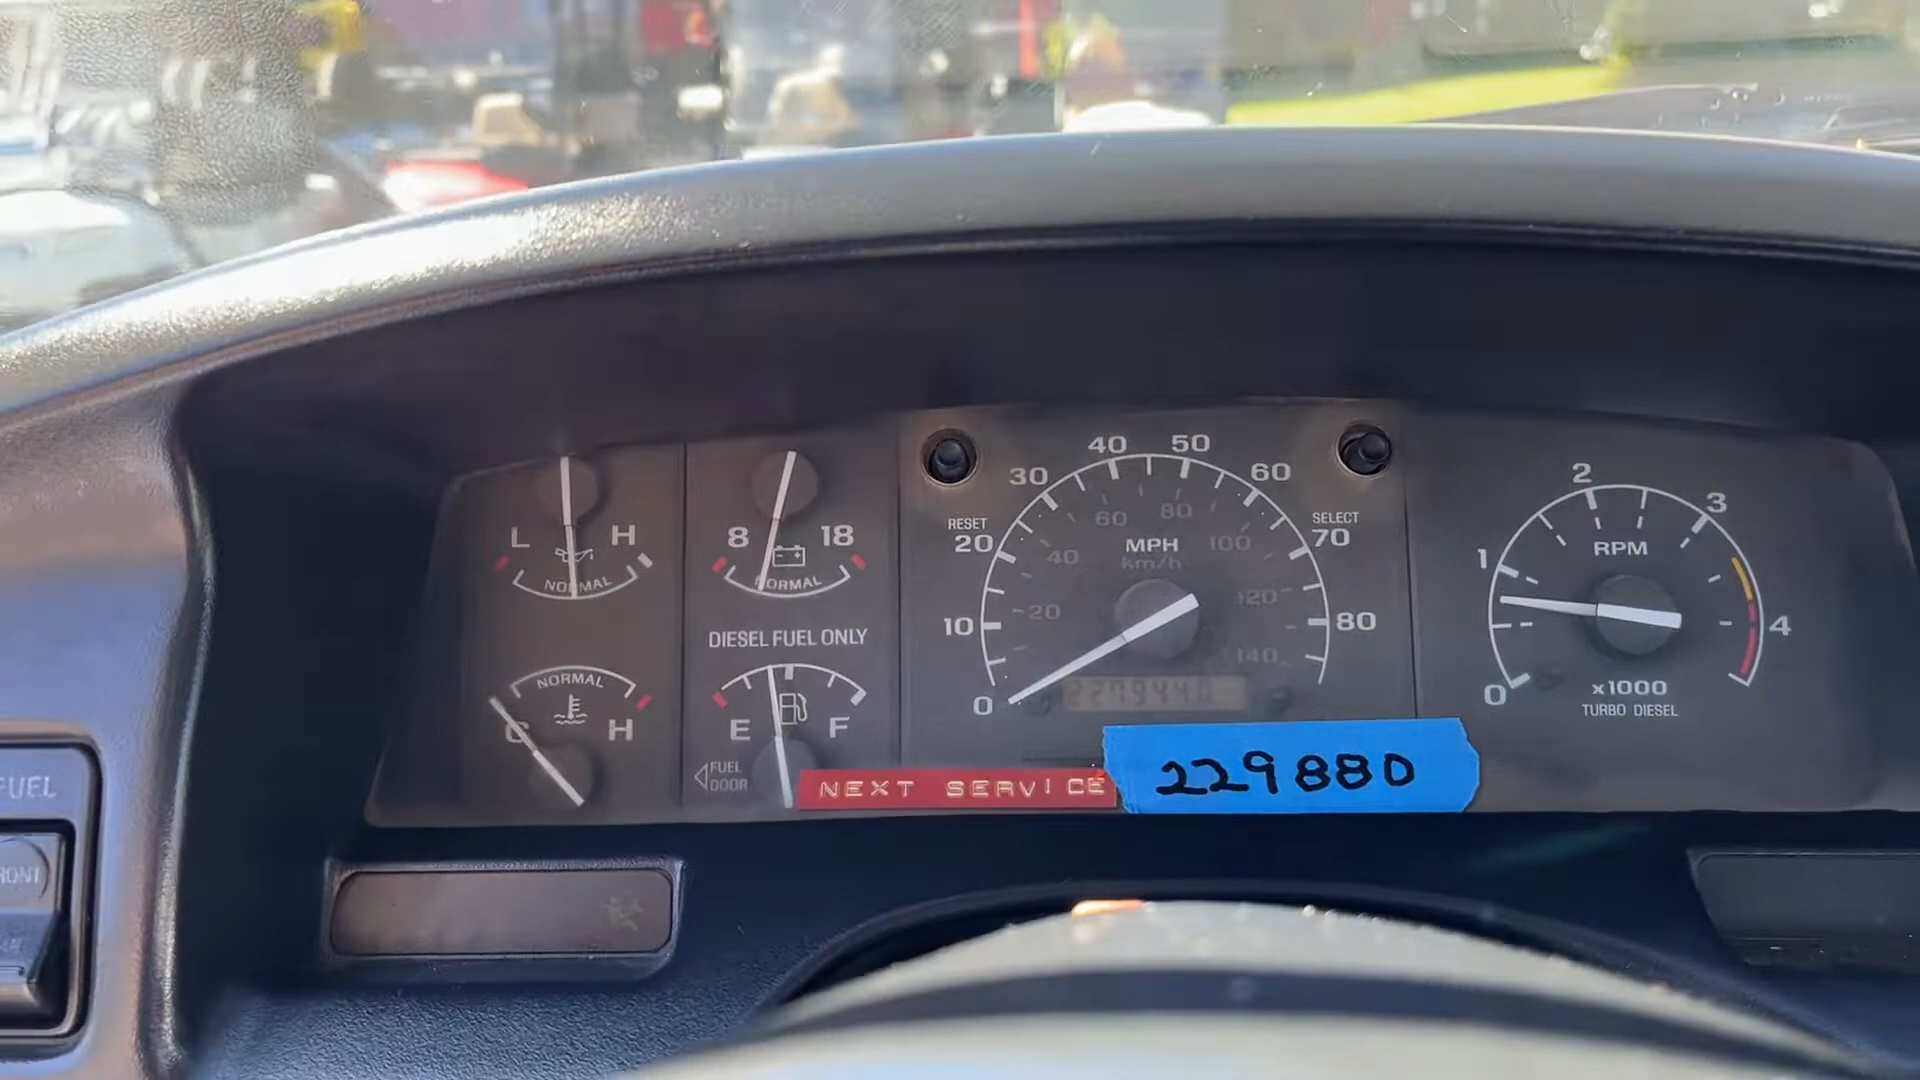 L H
NORMAL
8 18
NORMAL
DIESEL FUEL ONLY
NORMAL
C H
E F
FUEL
DOOR
RESET
SELECT
0 10 20 30 40 50 60 70 80
20 40 60 80 100 120 140
MPH
km/h
0 1 2 3 4
RPM
x1000
TURBO DIESEL
NEXT SERVICE
229880
FUEL